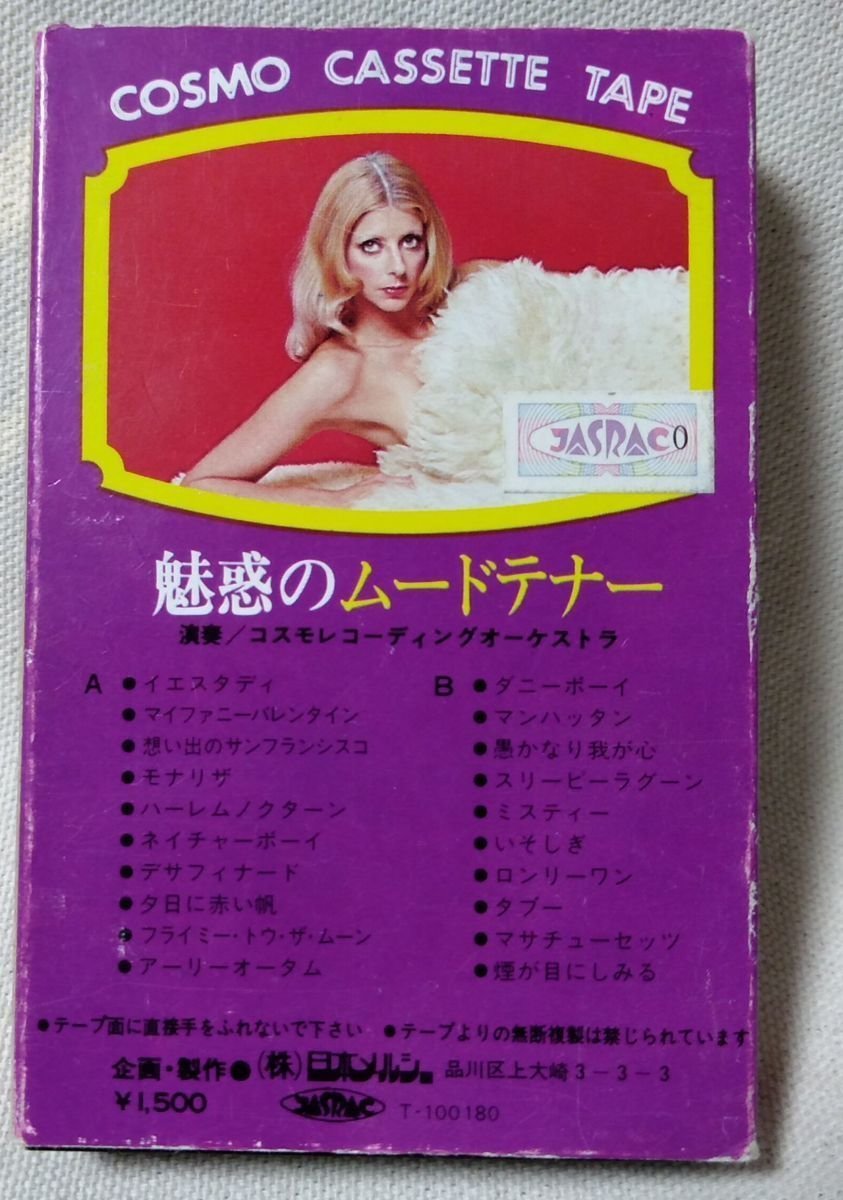 COSMO CASSETTE TAPE
JASRAC 0
魅惑のムードテナー
演奏/コスモレコーディングオーケストラ
A
●イエスタディ
●マイファニーバレンタイン
●想い出のサンフランシスコ
●モナリザ
●ハーレムノクターン
●ネイチャーボーイ
●デサフィナード
●夕日に赤い帆
●フライミー・トウ・ザ・ムーン
●アーリーオータム
B
●ダニーボーイ
●マンハッタン
●愚かなり我が心
●スリーピーラグーン
●ミスティー
●いそしぎ
●ロンリーワン
●タブー
●マサチューセッツ
●煙が目にしみる
●テープ面に直接手をふれないで下さい ●テープよりの無断複製は禁じられています
企画・製作●(株)日本メルシー 品川区上大崎3-3-3
¥1,500 JASRAC T-100180